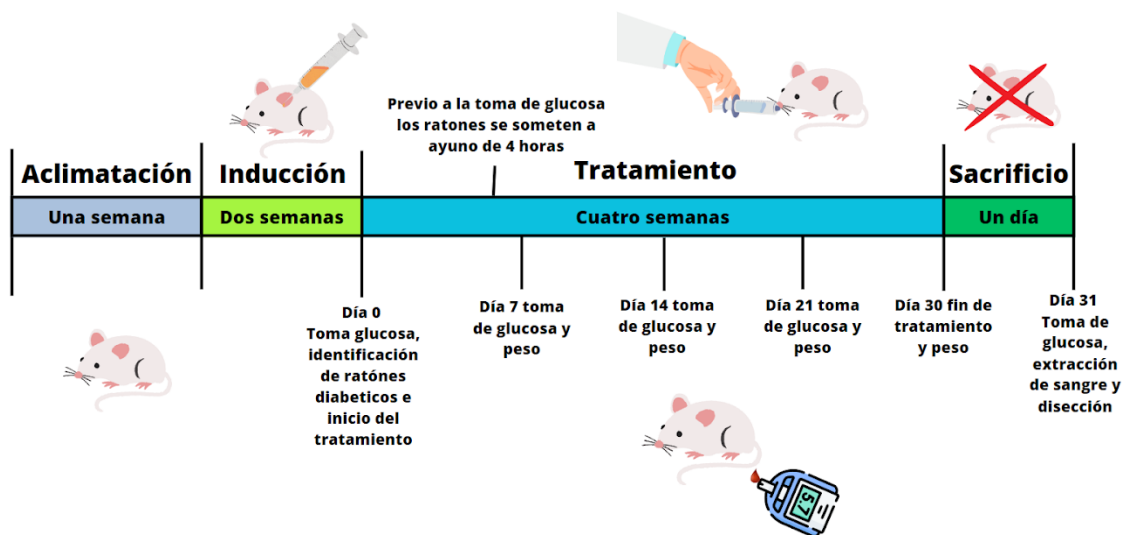 Previo a la toma de glucosa
los ratones se someten a
ayuno de 4 horas
Aclimatación
Inducción
Tratamiento
Sacrificio
Una semana
Dos semanas
Cuatro semanas
Un día
Día 0
Toma glucosa,
identificación
de ratónes
diabeticos e
inicio del
tratamiento
Día 7 toma
de glucosa y
peso
Día 14 toma
de glucosa y
peso
Día 21 toma
de glucosa y
peso
Día 30 fin de
tratamiento
y peso
Día 31
Toma de
glucosa,
extracción
de sangre y
disección
5.7